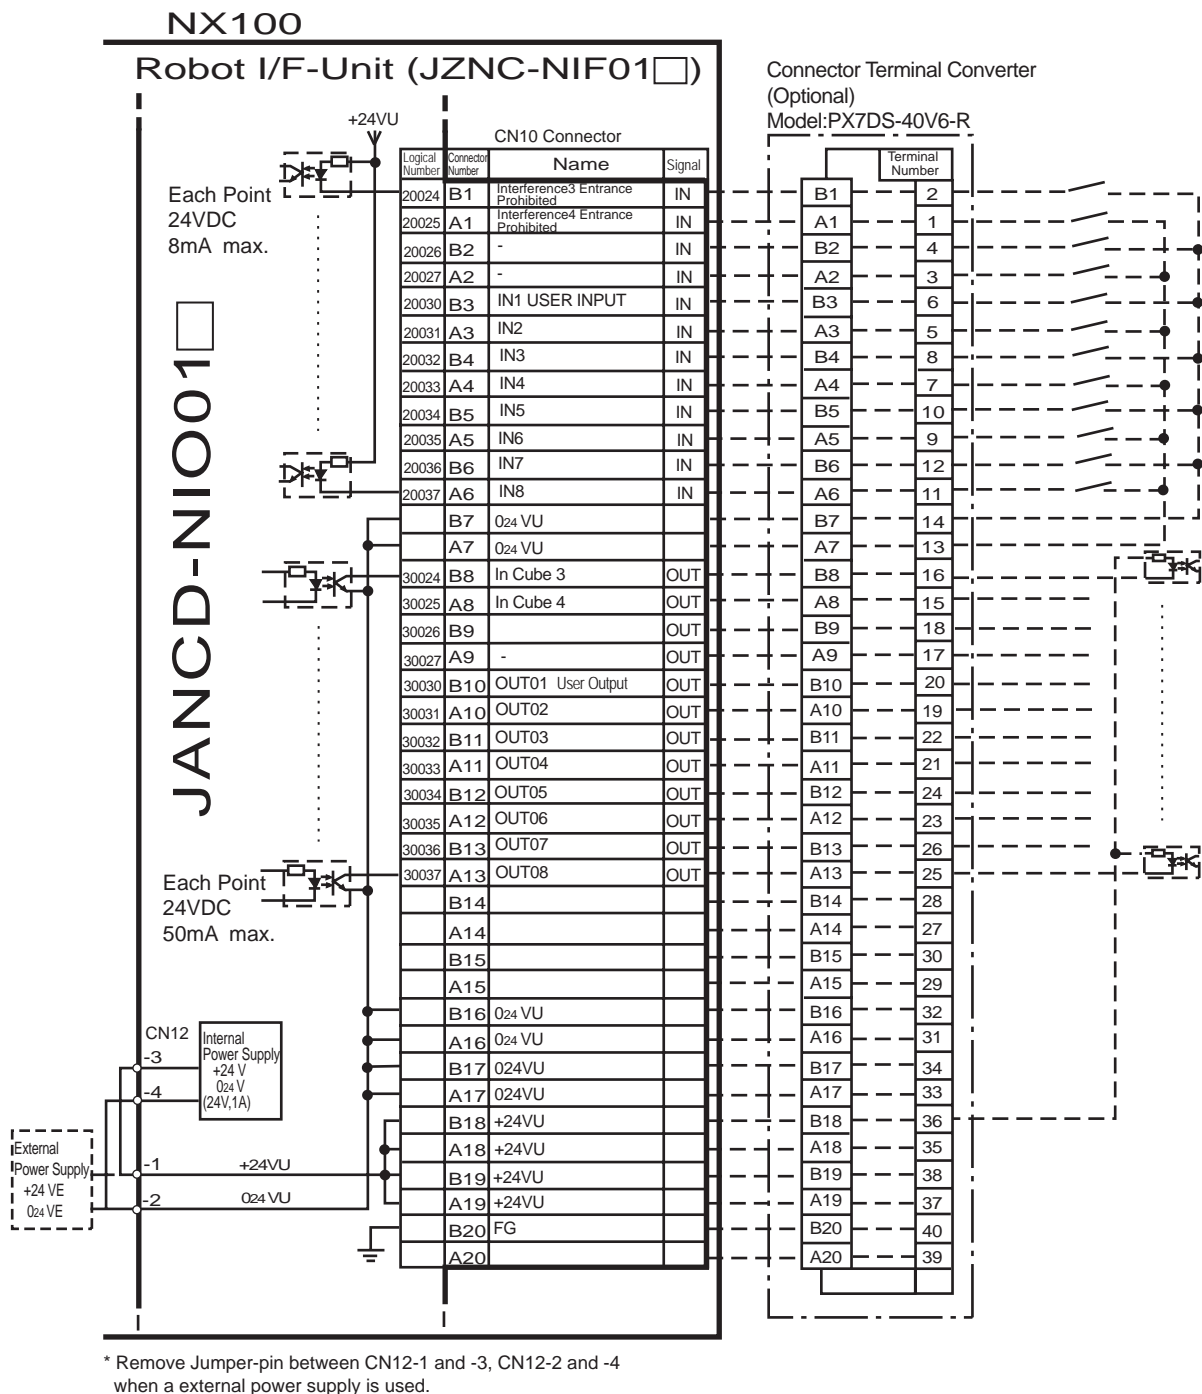 NX100
Robot I/F-Unit (JZNC-NIF01□)
Connector Terminal Converter
(Optional)
Model:PX7DS-40V6-R
+24VU
CN10 Connector
Logical Number Connector Number Name Signal Terminal Number
Each Point
24VDC
8mA max.
JANCD-NIO01□
20024 B1 Interference3 Entrance Prohibited IN B1 2
20025 A1 Interference4 Entrance Prohibited IN A1 1
20026 B2 - IN B2 4
20027 A2 - IN A2 3
20030 B3 IN1 USER INPUT IN B3 6
20031 A3 IN2 IN A3 5
20032 B4 IN3 IN B4 8
20033 A4 IN4 IN A4 7
20034 B5 IN5 IN B5 10
20035 A5 IN6 IN A5 9
20036 B6 IN7 IN B6 12
20037 A6 IN8 IN A6 11
B7 024 VU B7 14
A7 024 VU A7 13
30024 B8 In Cube 3 OUT B8 16
30025 A8 In Cube 4 OUT A8 15
30026 B9 OUT B9 18
30027 A9 - OUT A9 17
30030 B10 OUT01 User Output OUT B10 20
30031 A10 OUT02 OUT A10 19
30032 B11 OUT03 OUT B11 22
30033 A11 OUT04 OUT A11 21
30034 B12 OUT05 OUT B12 24
30035 A12 OUT06 OUT A12 23
30036 B13 OUT07 OUT B13 26
30037 A13 OUT08 OUT A13 25
Each Point
24VDC
50mA max.
B14 B14 28
A14 A14 27
B15 B15 30
A15 A15 29
B16 024 VU B16 32
A16 024 VU A16 31
B17 024VU B17 34
A17 024VU A17 33
B18 +24VU B18 36
A18 +24VU A18 35
B19 +24VU B19 38
A19 +24VU A19 37
B20 FG B20 40
A20 A20 39
CN12
-3
-4
Internal
Power Supply
+24 V
024 V
(24V,1A)
External
Power Supply
+24 VE
024 VE
-1 +24VU
-2 024 VU
* Remove Jumper-pin between CN12-1 and -3, CN12-2 and -4
when a external power supply is used.